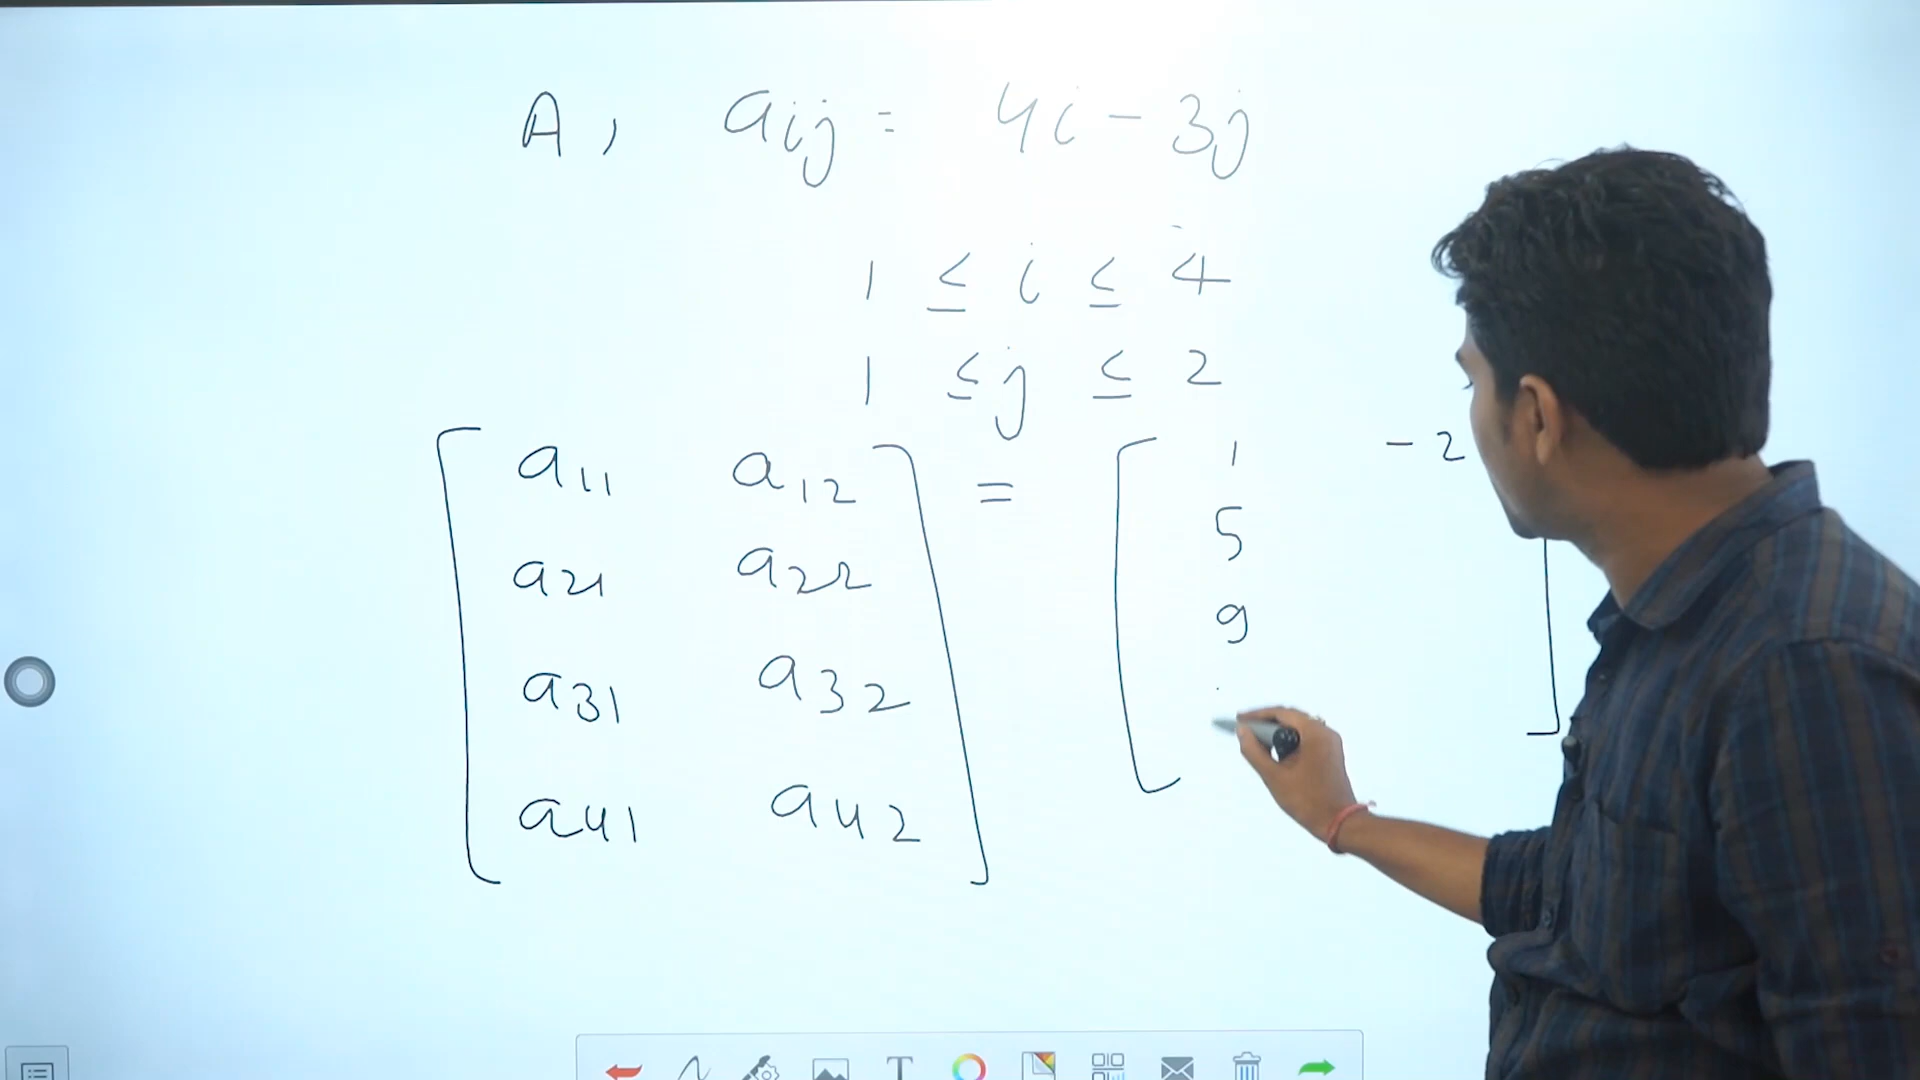 A, aij = 4i - 3j
1 ≤ i ≤ 4
1 ≤ j ≤ 2
a11 a12 = 1 -2
a21 a22 5
a31 a32 9
a41 a42
T